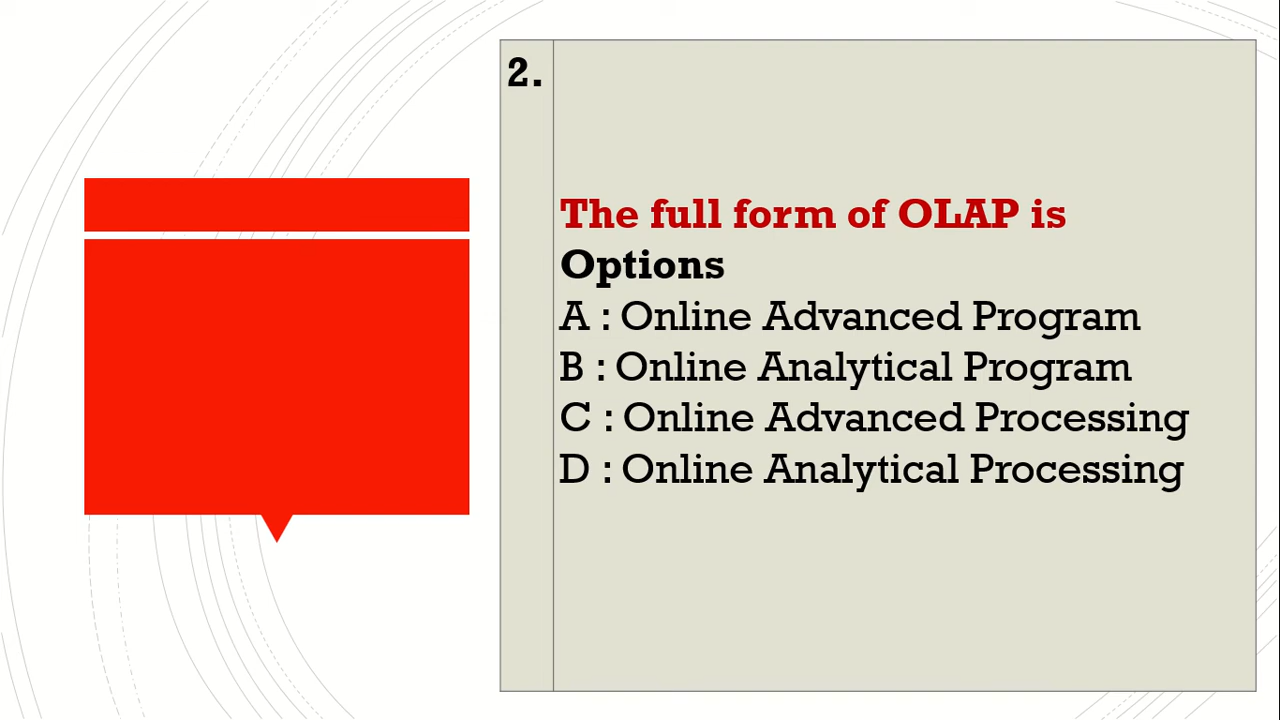 2.
The full form of OLAP is
Options
A : Online Advanced Program
B : Online Analytical Program
C : Online Advanced Processing
D : Online Analytical Processing